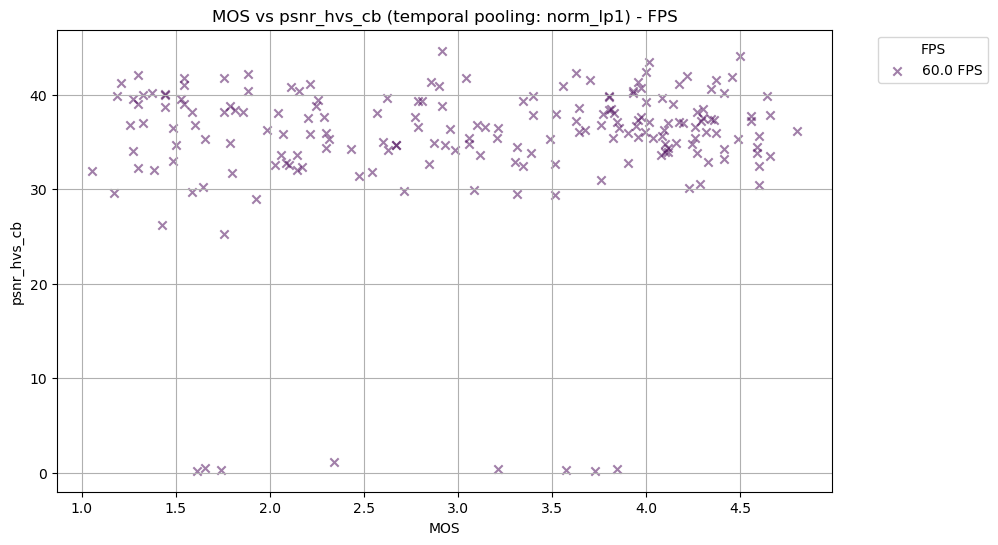 MOS vs psnr_hvs_cb (temporal pooling: norm_lp1) - FPS
FPS
60.0 FPS
psnr_hvs_cb
40
30
20
10
0
1.0 1.5 2.0 2.5 3.0 3.5 4.0 4.5
MOS